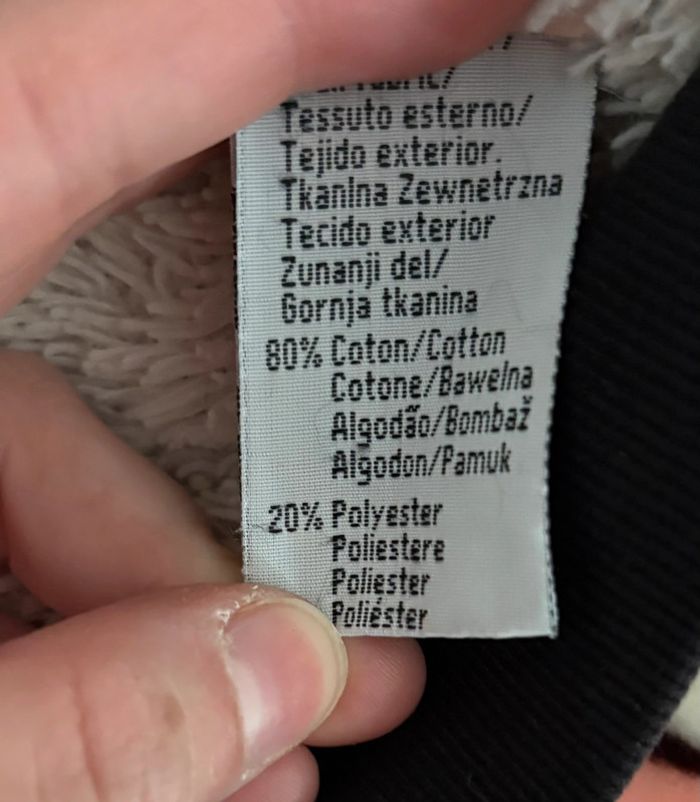 Tessuto esterno/
Tejido exterior.
Tkanina Zewnetrzna
Tecido exterior
Zunanji del/
Gornja tkanina
80% Coton/Cotton
Cotone/Bawelna
Algodão/Bombaž
Algodon/Pamuk
20% Polyester
Poliestere
Poliester
Poliéster